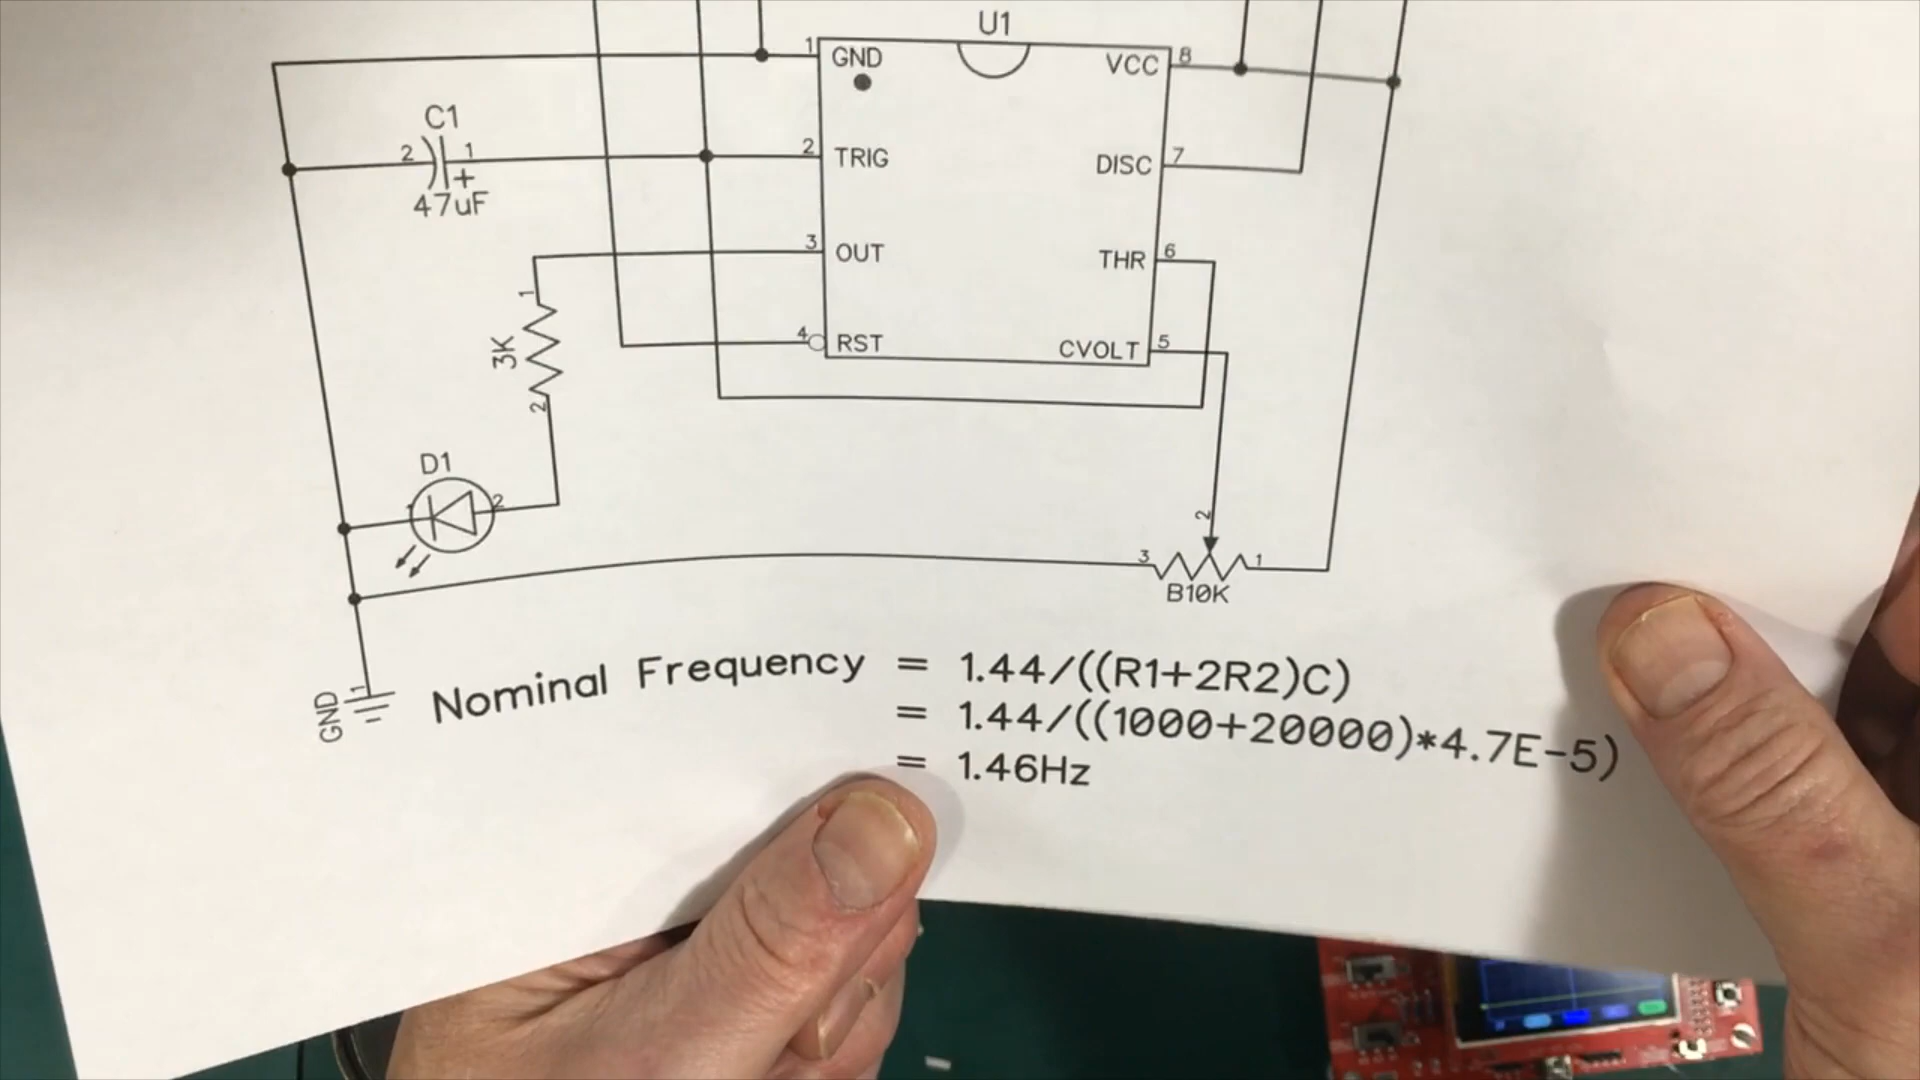 U1
1 GND VCC 8
C1
2 1
+
47uF
2 TRIG DISC 7
3 OUT THR 6
1
3K
2
4 RST CVOLT 5
D1
1 2
2
3 1
B10K
1
GND
Nominal Frequency = 1.44/((R1+2R2)C)
= 1.44/((1000+20000)*4.7E-5)
= 1.46Hz